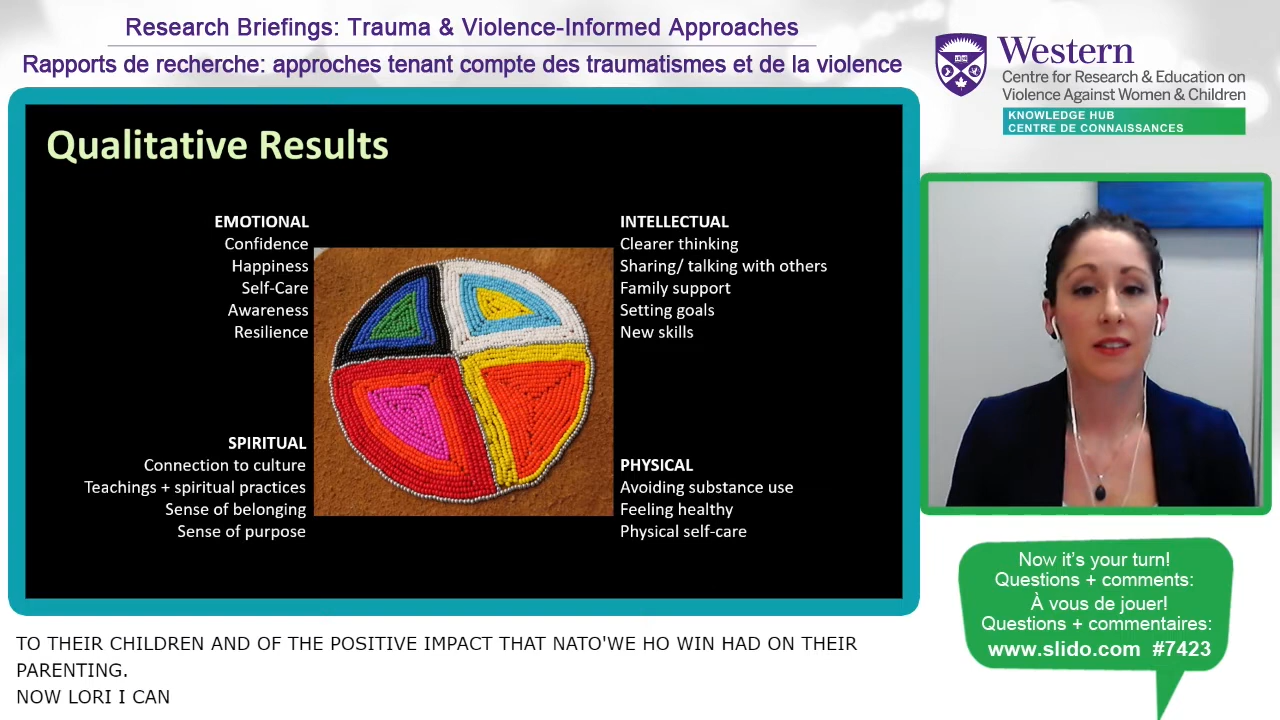 Research Briefings: Trauma & Violence-Informed Approaches
Rapports de recherche: approches tenant compte des traumatismes et de la violence
Western
Centre for Research & Education on
Violence Against Women & Children
KNOWLEDGE HUB
CENTRE DE CONNAISSANCES
Qualitative Results
EMOTIONAL
Confidence
Happiness
Self-Care
Awareness
Resilience
INTELLECTUAL
Clearer thinking
Sharing/ talking with others
Family support
Setting goals
New skills
SPIRITUAL
Connection to culture
Teachings + spiritual practices
Sense of belonging
Sense of purpose
PHYSICAL
Avoiding substance use
Feeling healthy
Physical self-care
Now it's your turn!
Questions + comments:
À vous de jouer!
Questions + commentaires:
www.slido.com #7423
TO THEIR CHILDREN AND OF THE POSITIVE IMPACT THAT NATO'WE HO WIN HAD ON THEIR
PARENTING.
NOW LORI I CAN